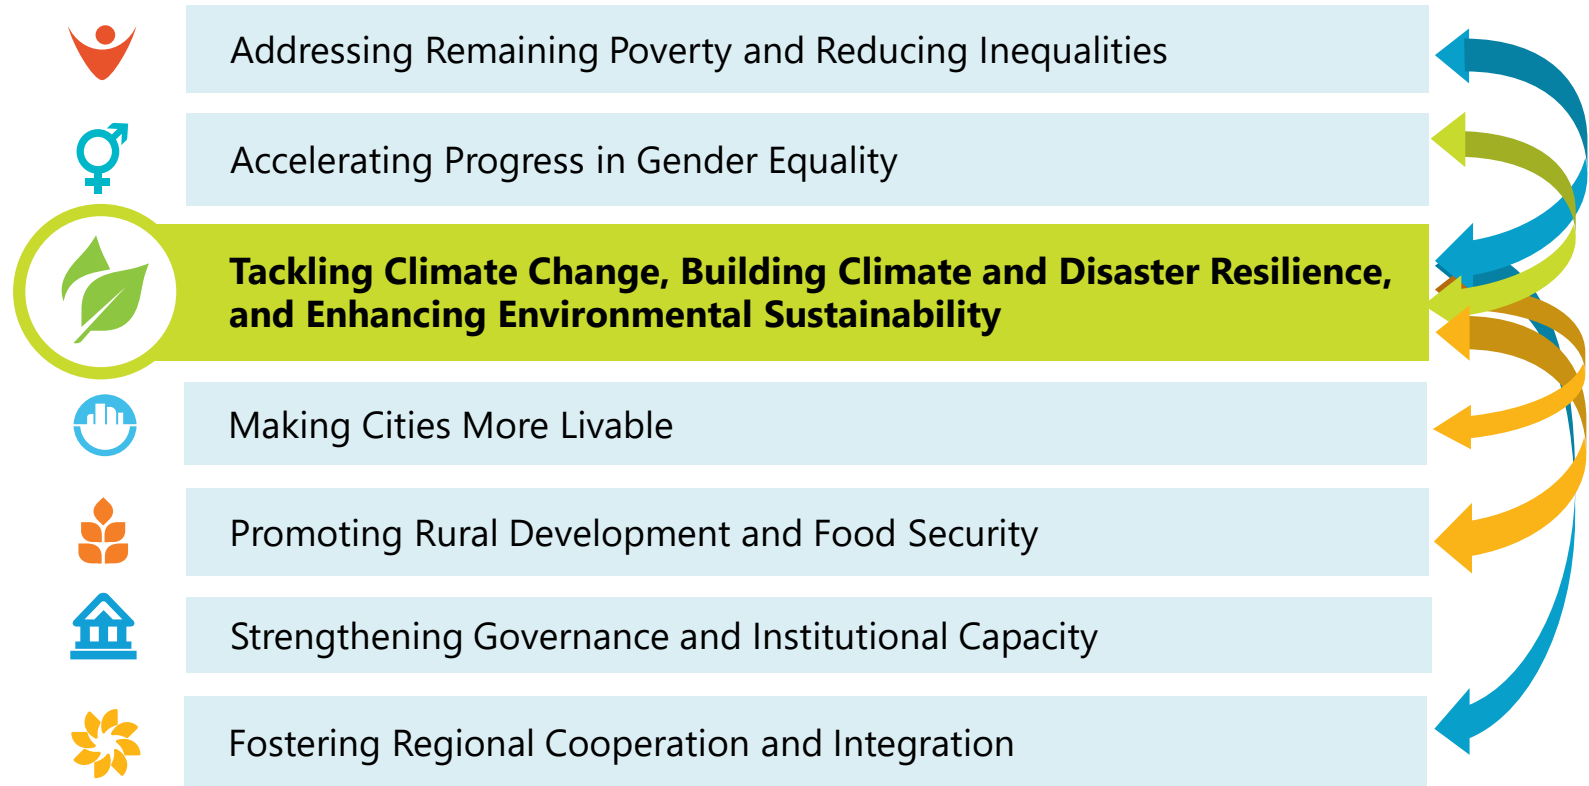 Addressing Remaining Poverty and Reducing Inequalities
Accelerating Progress in Gender Equality
Tackling Climate Change, Building Climate and Disaster Resilience,
and Enhancing Environmental Sustainability
Making Cities More Livable
Promoting Rural Development and Food Security
Strengthening Governance and Institutional Capacity
Fostering Regional Cooperation and Integration